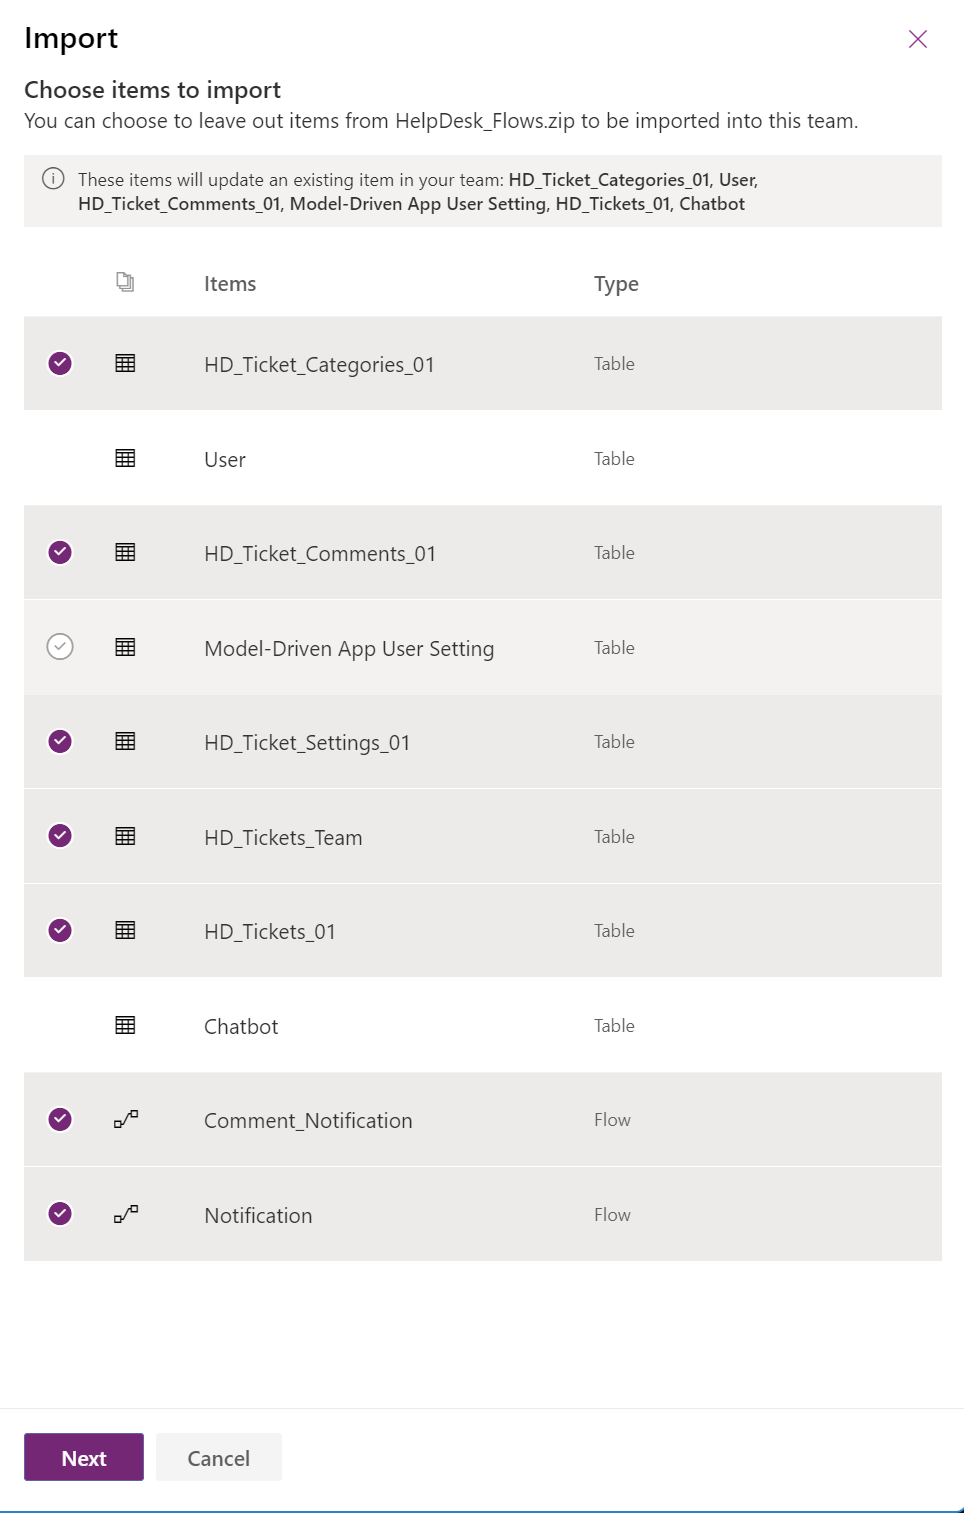 Import
Choose items to import
You can choose to leave out items from HelpDesk_Flows.zip to be imported into this team.
These items will update an existing item in your team: HD_Ticket_Categories_01, User,
HD_Ticket_Comments_01, Model-Driven App User Setting, HD_Tickets_01, Chatbot
Items Type
HD_Ticket_Categories_01 Table
User Table
HD_Ticket_Comments_01 Table
Model-Driven App User Setting Table
HD_Ticket_Settings_01 Table
HD_Tickets_Team Table
HD_Tickets_01 Table
Chatbot Table
Comment_Notification Flow
Notification Flow
Next Cancel